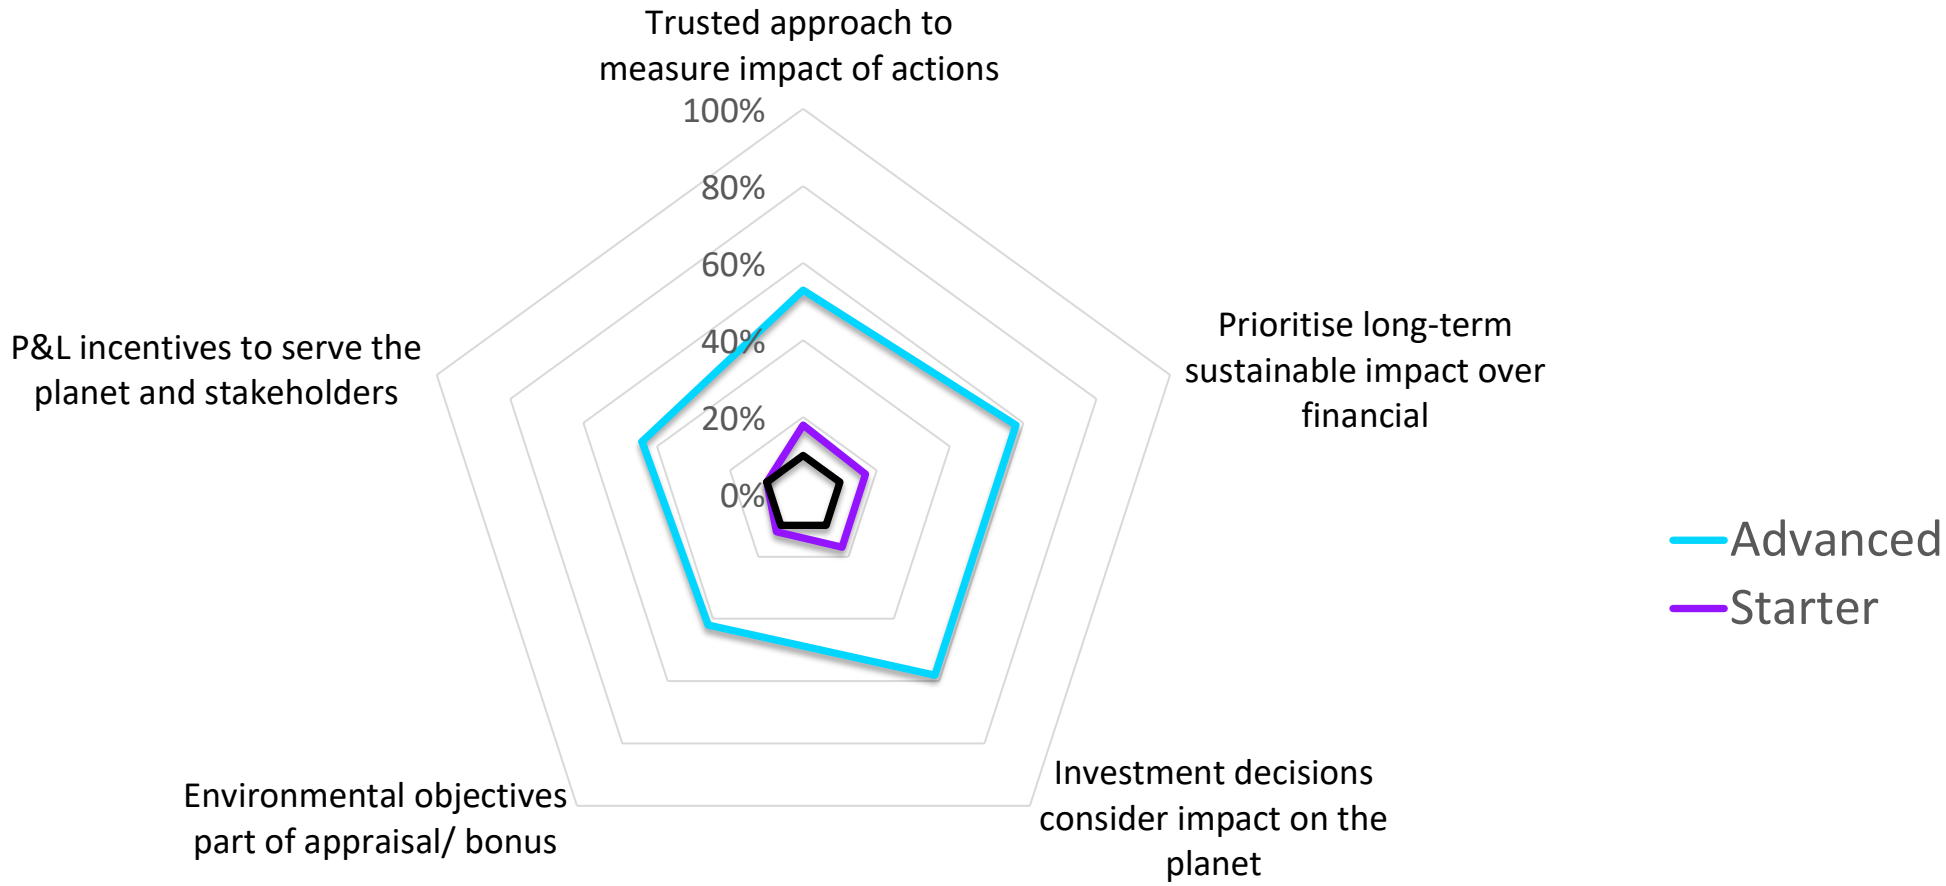 Trusted approach to
measure impact of actions
100%
80%
60%
40%
20%
0%
Prioritise long-term
sustainable impact over
financial
P&L incentives to serve the
planet and stakeholders
Advanced
Starter
Investment decisions
consider impact on the
planet
Environmental objectives
part of appraisal/ bonus